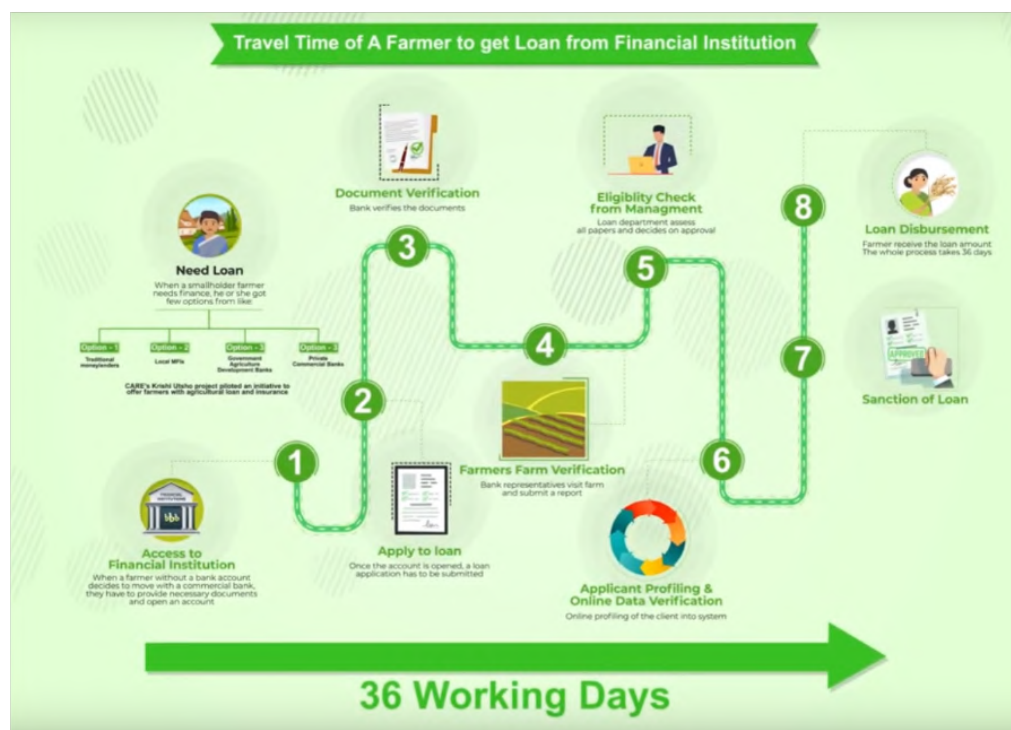 Travel Time of A Farmer to get Loan from Financial Institution
Need Loan
When a smallholder farmer
needs finance, he or she got
few options from like:
Option - 1
Traditional
moneylenders
Option - 2
Local MFIs
Option - 3
Government
Agriculture
Development Banks
Option - 3
Private
Commercial Banks
CARE's Krishi Utsho project piloted an initiative to
offer farmers with agricultural loan and insurance
1
FINANCIAL
INSTITUTIONS
Access to
Financial Institution
When a farmer without a bank account
decides to move with a commercial bank,
they have to provide necessary documents
and open an account
2
Apply to loan
Once the account is opened, a loan
application has to be submitted
3
Document Verification
Bank verifies the documents
4
Farmers Farm Verification
Bank representatives visit farm
and submit a report
5
Eligiblity Check
from Managment
Loan department assess
all papers and decides on approval
6
Applicant Profiling &
Online Data Verification
Online profiling of the client into system
7
APPROVED
Sanction of Loan
8
Loan Disbursement
Farmer receive the loan amount
The whole process takes 36 days
36 Working Days